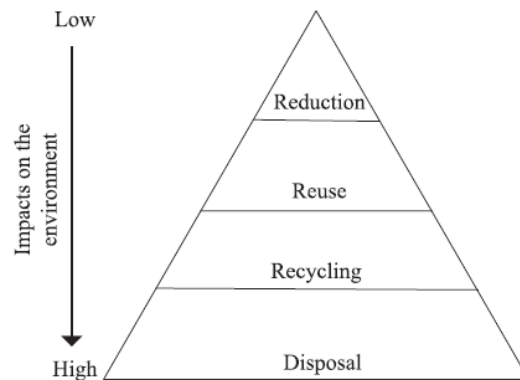 Low
Reduction
Reuse
Recycling
Disposal
High
Impacts on the
environment